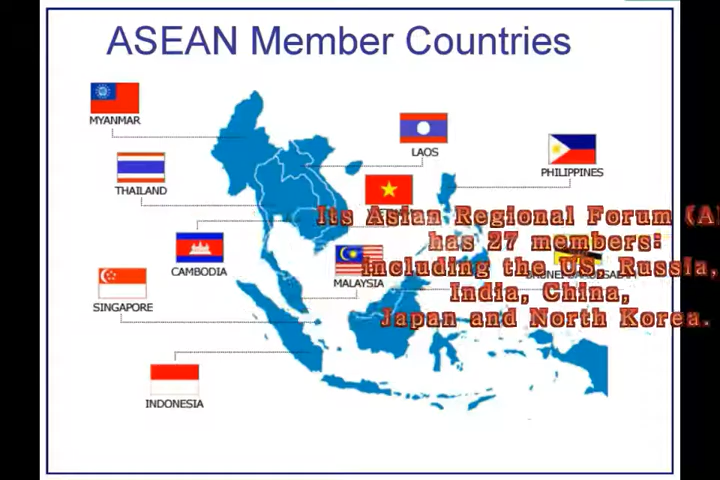 ASEAN Member Countries
MYANMAR
LAOS
PHILIPPINES
THAILAND
Its Asian Regional Forum (A
has 27 members:
including the US, Russia,
India, China,
Japan and North Korea.
CAMBODIA
MALAYSIA
SINGAPORE
INDONESIA